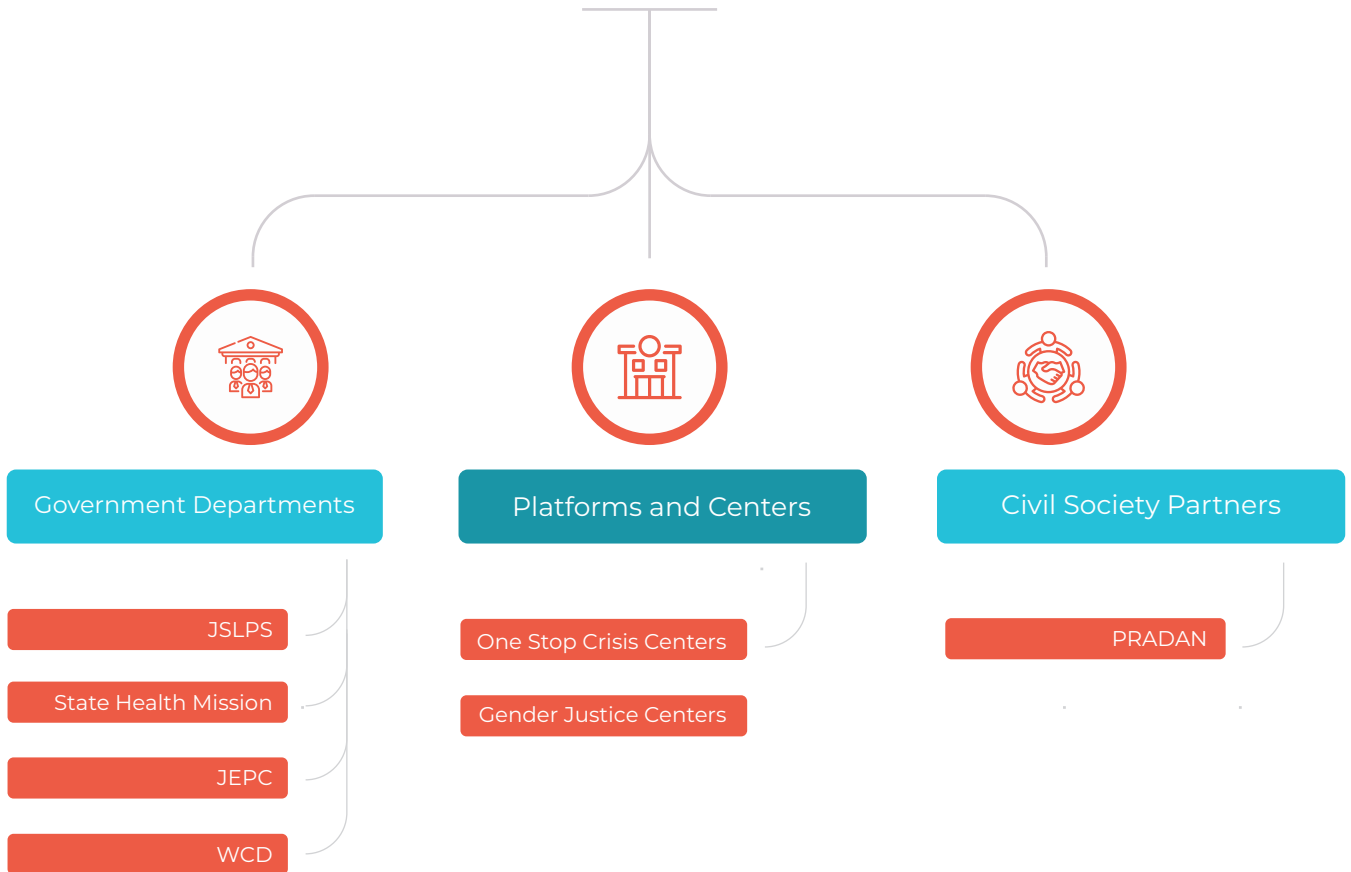 Government Departments
JSLPS
State Health Mission
JEPC
WCD
Platforms and Centers
One Stop Crisis Centers
Gender Justice Centers
Civil Society Partners
PRADAN